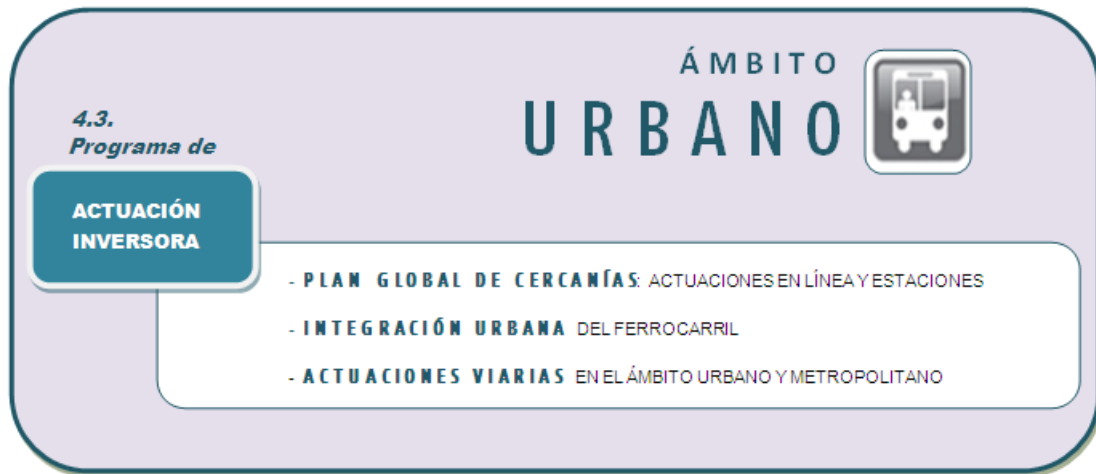 ÁMBITO
URBANO
4.3.
Programa de
ACTUACIÓN
INVERSORA
- PLAN GLOBAL DE CERCANÍAS: ACTUACIONES EN LÍNEA Y ESTACIONES
- INTEGRACIÓN URBANA DEL FERROCARRIL
- ACTUACIONES VIARIAS EN EL ÁMBITO URBANO Y METROPOLITANO